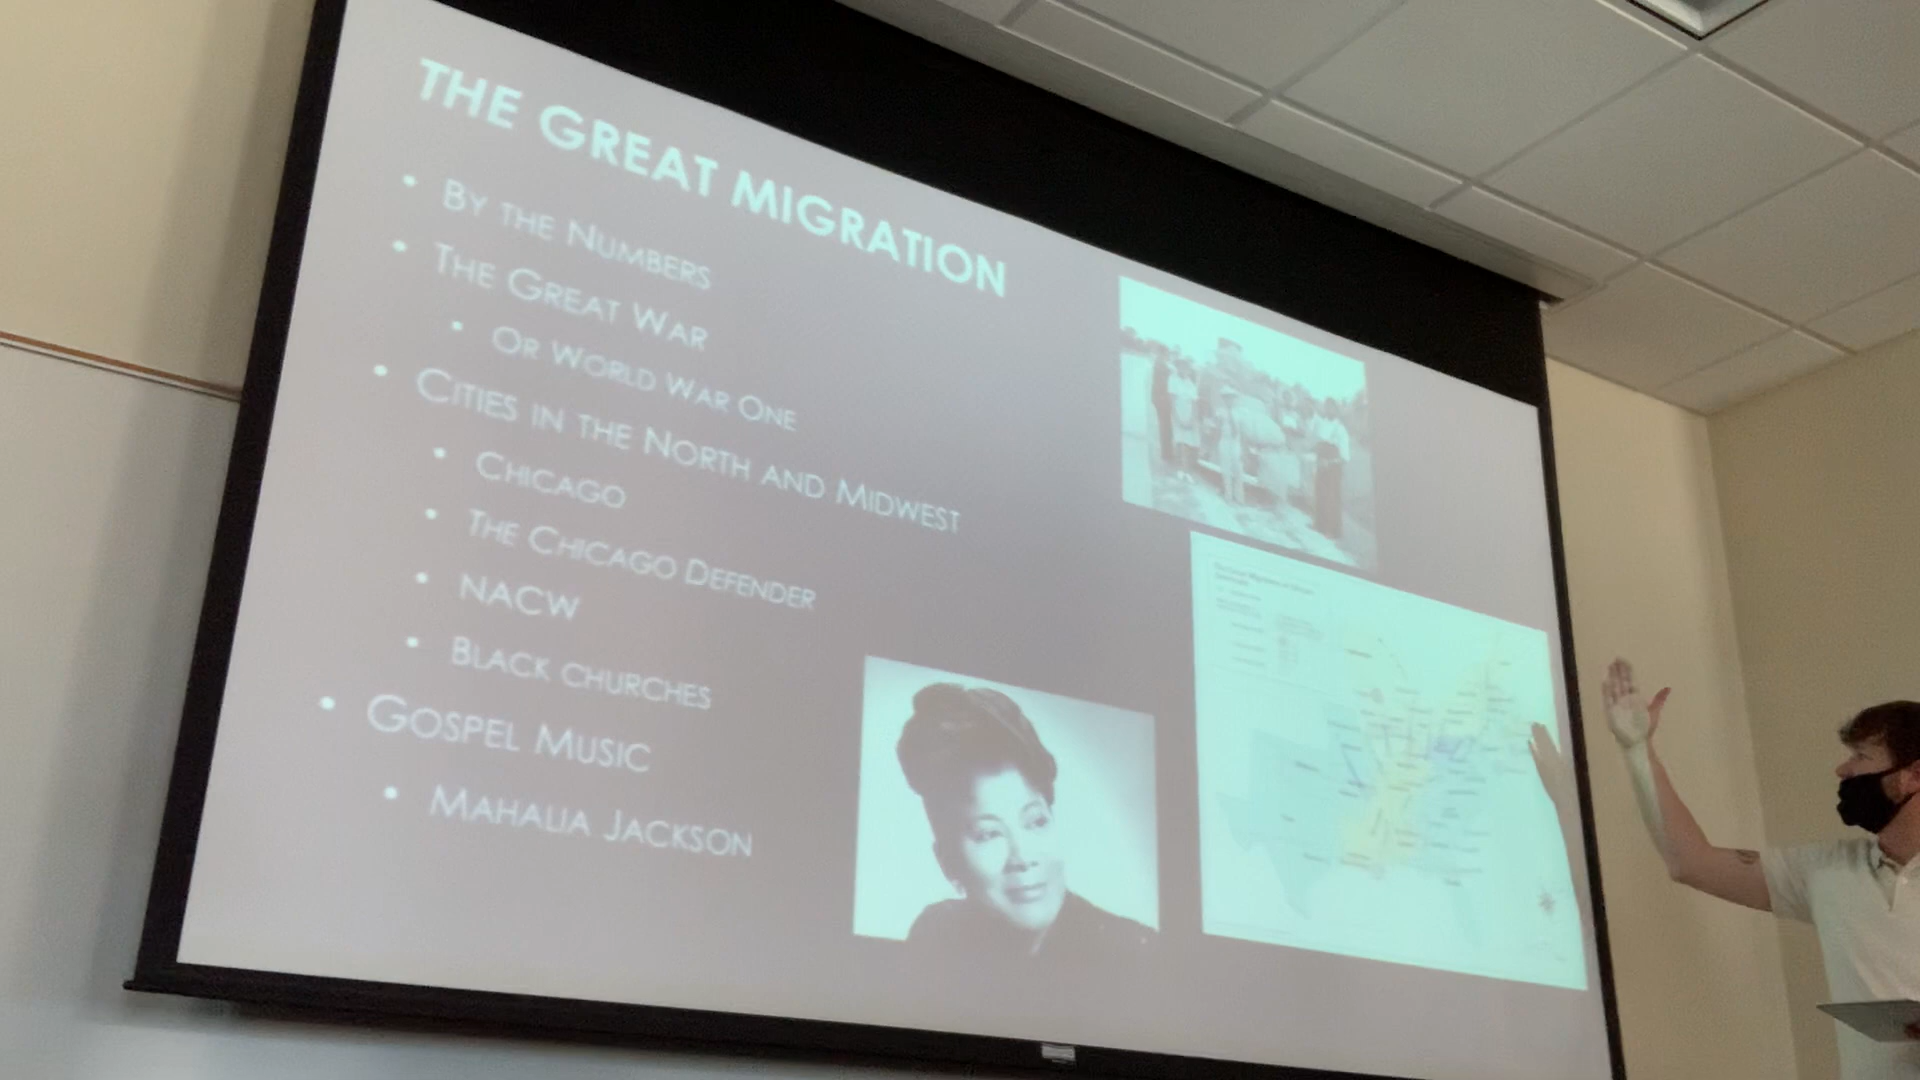 THE GREAT MIGRATION
• BY THE NUMBERS
• THE GREAT WAR
• OR WORLD WAR ONE
• CITIES IN THE NORTH AND MIDWEST
• CHICAGO
• THE CHICAGO DEFENDER
• NACW
• BLACK CHURCHES
• GOSPEL MUSIC
• MAHALIA JACKSON